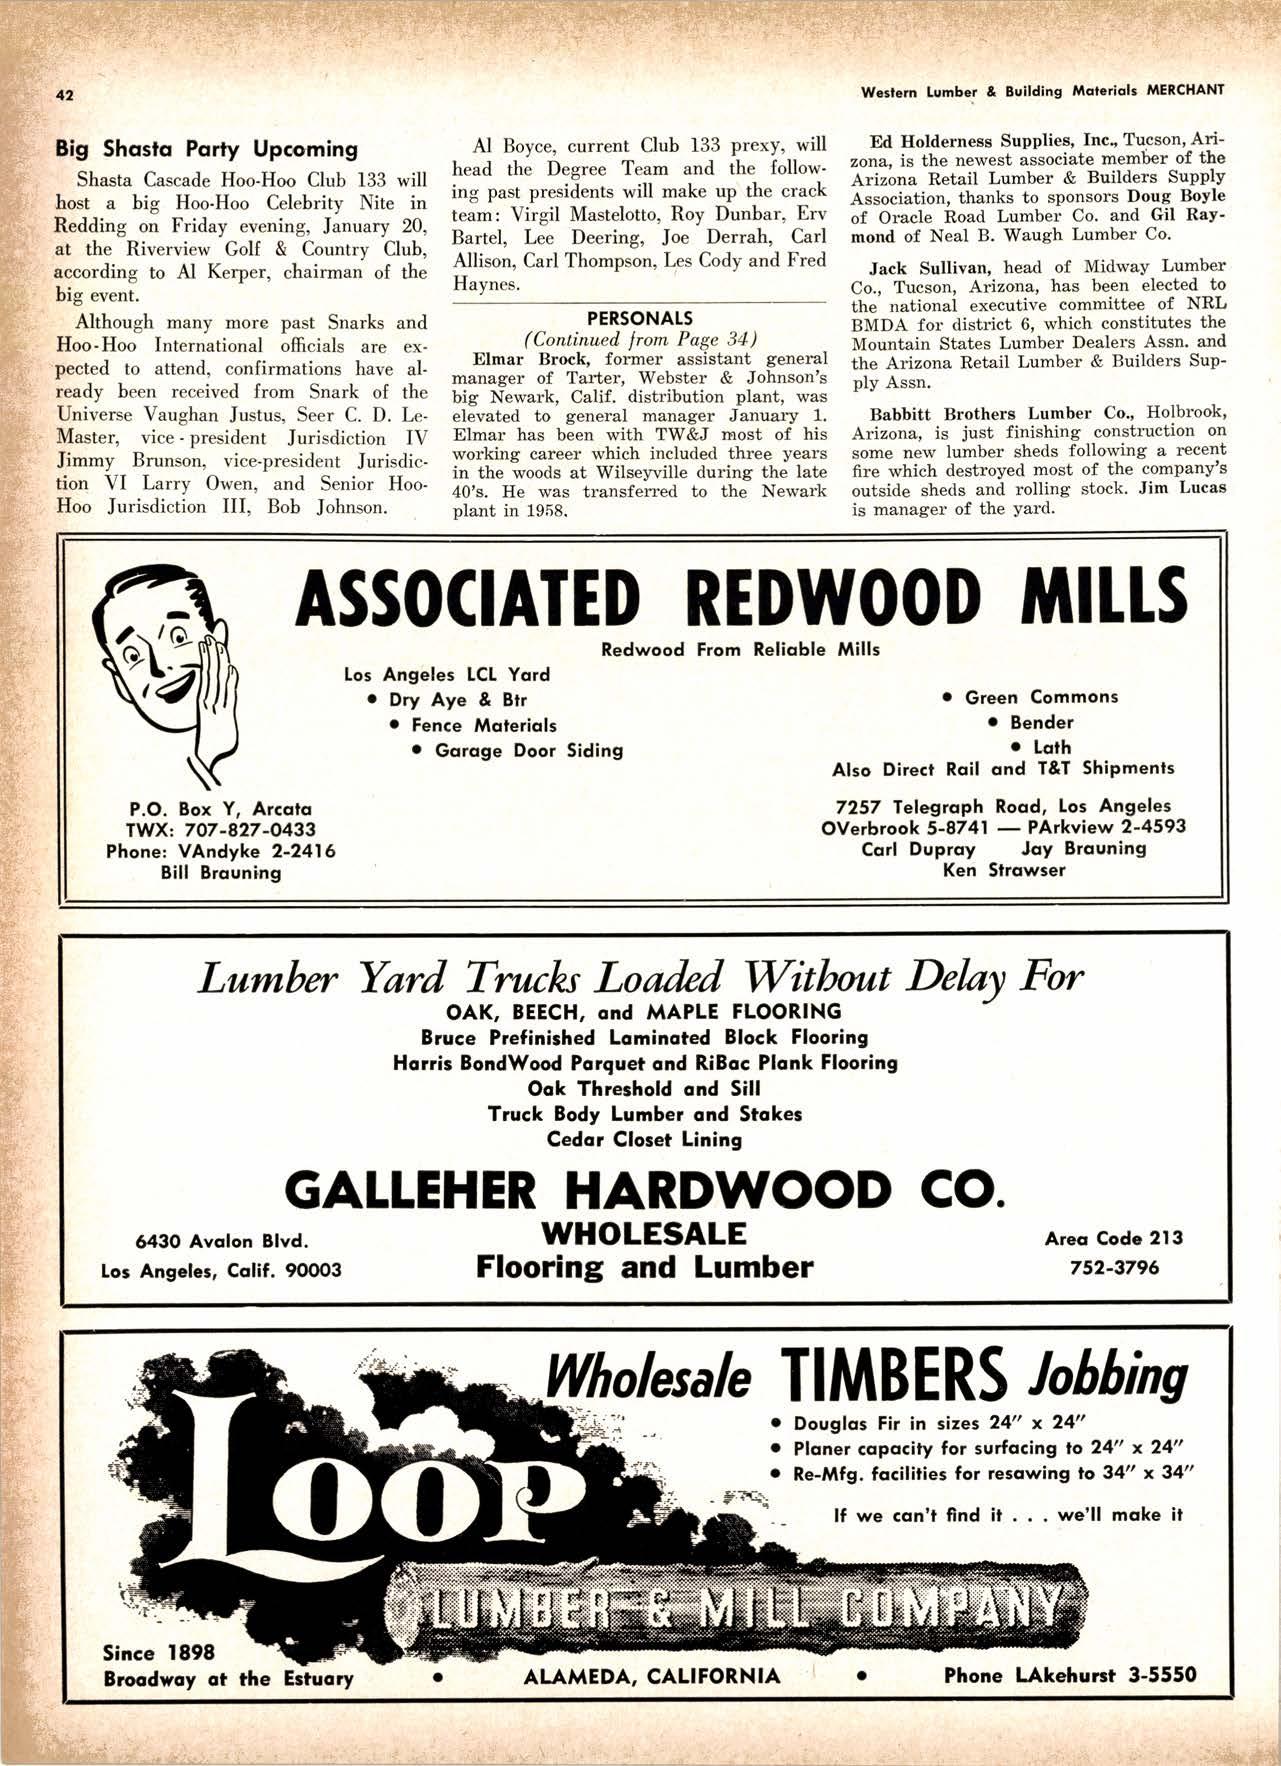 42
Western Lumber & Building Materials MERCHANT
Big Shasta Party Upcoming
Shasta Cascade Hoo-Hoo Club 133 will
host a big Hoo-Hoo Celebrity Nite in
Redding on Friday evening, January 20,
at the Riverview Golf & Country Club,
according to Al Kerper, chairman of the
big event.
Although many more past Snarks and
Hoo-Hoo International officials are ex-
pected to attend, confirmations have al-
ready been received from Snark of the
Universe Vaughan Justus, Seer C. D. Le-
Master, vice-president Jurisdiction IV
Jimmy Brunson, vice-president Jurisdic-
tion VI Larry Owen, and Senior Hoo-
Hoo Jurisdiction III, Bob Johnson.
Al Boyce, current Club 133 prexy, will
head the Degree Team and the follow-
ing past presidents will make up the crack
team: Virgil Mastelotto, Roy Dunbar, Erv
Bartel, Lee Deering, Joe Derrah, Carl
Allison, Carl Thompson, Les Cody and Fred
Haynes.
PERSONALS
(Continued from Page 34)
Elmar Brock, former assistant general
manager of Tarter, Webster & Johnson's
big Newark, Calif. distribution plant, was
elevated to general manager January 1.
Elmar has been with TW&J most of his
working career which included three years
in the woods at Wilseyville during the late
40's. He was transferred to the Newark
plant in 1958.
Ed Holderness Supplies, Inc., Tucson, Ari-
zona, is the newest associate member of the
Arizona Retail Lumber & Builders Supply
Association, thanks to sponsors Doug Boyle
of Oracle Road Lumber Co. and Gil Ray-
mond of Neal B. Waugh Lumber Co.
Jack Sullivan, head of Midway Lumber
Co., Tucson, Arizona, has been elected to
the national executive committee of NRL
BMDA for district 6, which constitutes the
Mountain States Lumber Dealers Assn. and
the Arizona Retail Lumber & Builders Sup-
ply Assn.
Babbitt Brothers Lumber Co., Holbrook,
Arizona, is just finishing construction on
some new lumber sheds following a recent
fire which destroyed most of the company's
outside sheds and rolling stock. Jim Lucas
is manager of the yard.
ASSOCIATED REDWOOD MILLS
Redwood From Reliable Mills
Los Angeles LCL Yard
• Dry Aye & Btr
• Fence Materials
• Garage Door Siding
• Green Commons
• Bender
• Lath
Also Direct Rail and T&T Shipments
P.O. Box Y, Arcata
TWX: 707-827-0433
Phone: VAndyke 2-2416
Bill Brauning
7257 Telegraph Road, Los Angeles
OVerbrook 5-8741 — PArkview 2-4593
Carl Dupray Jay Brauning
Ken Strawser
Lumber Yard Trucks Loaded Without Delay For
OAK, BEECH, and MAPLE FLOORING
Bruce Prefinished Laminated Block Flooring
Harris BondWood Parquet and RiBac Plank Flooring
Oak Threshold and Sill
Truck Body Lumber and Stakes
Cedar Closet Lining
GALLEHER HARDWOOD CO.
6430 Avalon Blvd.
Los Angeles, Calif. 90003
WHOLESALE
Flooring and Lumber
Area Code 213
752-3796
Wholesale TIMBERS Jobbing
• Douglas Fir in sizes 24" x 24"
• Planer capacity for surfacing to 24" x 24"
• Re-Mfg. facilities for resawing to 34" x 34"
If we can't find it . . . we'll make it
LOOP
LUMBER & MILL COMPANY
Since 1898
Broadway at the Estuary • ALAMEDA, CALIFORNIA • Phone LAkehurst 3-5550